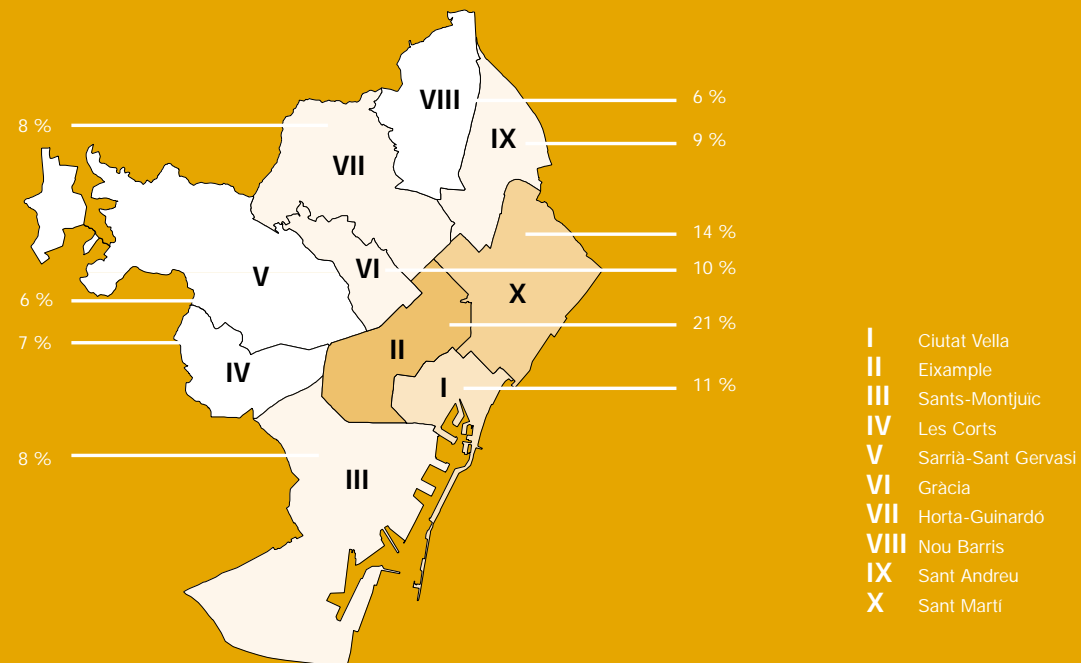 VIII
6 %
8 %
IX
9 %
VII
14 %
VI
10 %
V
X
6 %
21 %
7 %
II
IV
I
11 %
8 %
III
I Ciutat Vella
II Eixample
III Sants-Montjuïc
IV Les Corts
V Sarrià-Sant Gervasi
VI Gràcia
VII Horta-Guinardó
VIII Nou Barris
IX Sant Andreu
X Sant Martí